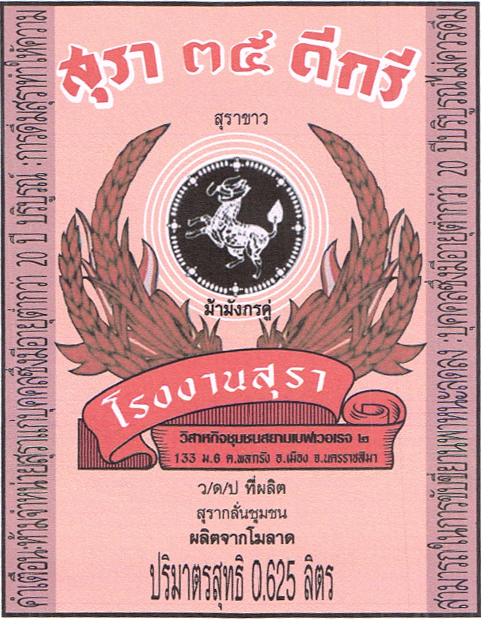 สุรา ๓๕ ดีกรี
สุราขาว
ม้ามังกรคู่
โรงงานสุรา
วิสาหกิจชุมชนสยามเบฟเวอเรจ ๒
133 ม.6 ต.พลกรัง อ.เมือง จ.นครราชสีมา
ว/ด/ป ที่ผลิต
สุรากลั่นชุมชน
ผลิตจากโมลาด
ปริมาตรสุทธิ 0.625 ลิตร
คำเตือน:ห้ามจำหน่ายสุราแก่บุคคลซึ่งมีอายุต่ำกว่า 20 ปี บริบูรณ์ :การดื่มสุราทำให้ความ
สามารถในการขับขี่ยานพาหนะลดลง :บุคคลซึ่งมีอายุต่ำกว่า 20 ปีบริบูรณ์ไม่ควรดื่ม